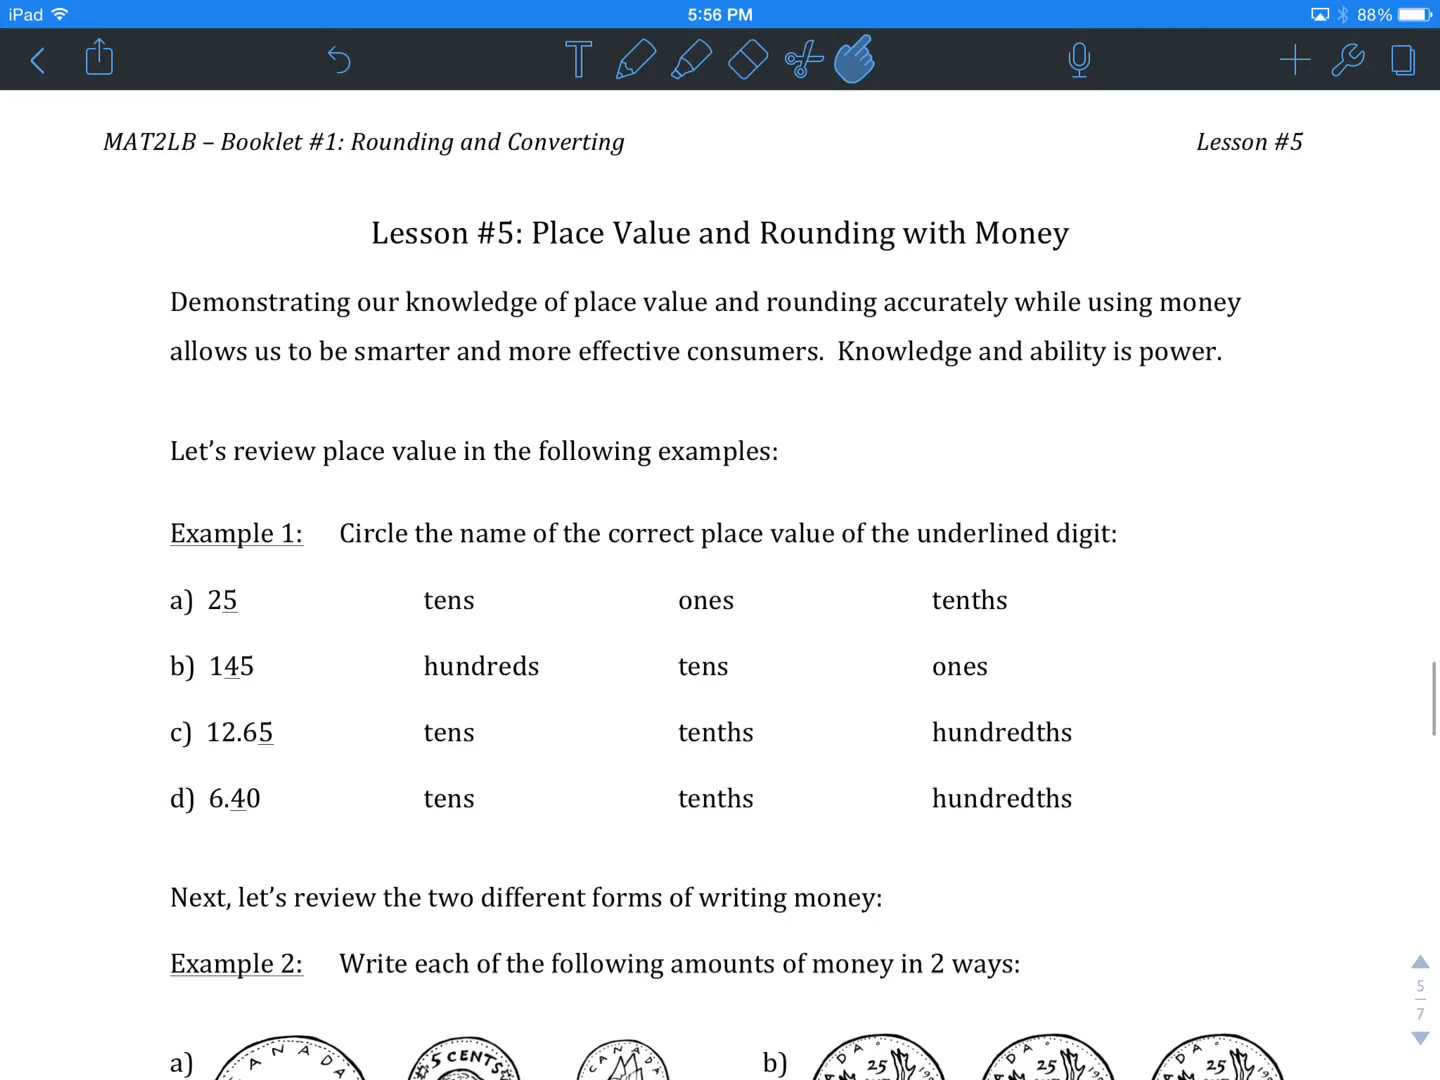 iPad 5:56 PM 88%
T
MAT2LB – Booklet #1: Rounding and Converting Lesson #5
Lesson #5: Place Value and Rounding with Money
Demonstrating our knowledge of place value and rounding accurately while using money
allows us to be smarter and more effective consumers. Knowledge and ability is power.
Let’s review place value in the following examples:
Example 1: Circle the name of the correct place value of the underlined digit:
a) 25 tens ones tenths
b) 145 hundreds tens ones
c) 12.65 tens tenths hundredths
d) 6.40 tens tenths hundredths
Next, let’s review the two different forms of writing money:
Example 2: Write each of the following amounts of money in 2 ways:
5
7
a) CANADA 5 CENTS CANADA b) 25 25 25